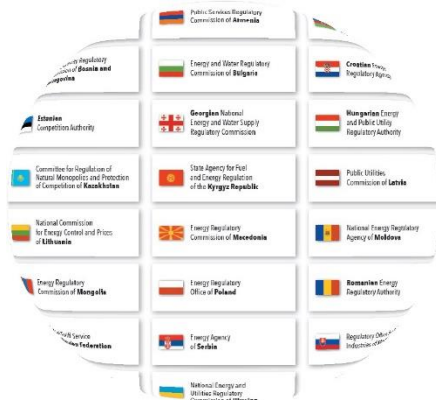 Public Services Regulatory
Commission of Armenia
Regulatory
of Bosnia and
Energy and Water Regulatory
Commission of Bulgaria
Croatian
Regulatory
Estonian
Competition Authority
Georgian National
Energy and Water Supply
Regulatory Commission
Hungarian Energy
and Public Utility
Regulatory Authority
Committee for Regulation of
Natural Monopolies and Protection
of Competition of Kazakhstan
State Agency for Fuel
and Energy Regulation
of the Kyrgyz Republic
Public Utilities
Commission of Latvia
National Commission
for Energy Control and Prices
of Lithuania
Energy Regulatory
Commission of Macedonia
National Energy Regulatory
Agency of Moldova
Energy Regulatory
Commission of Mongolia
Energy Regulatory
Office of Poland
Romanian Energy
Regulatory Authority
Service
Federation
Energy Agency
of Serbia
Regulatory
Industries of
National Energy and
Utilities Regulatory